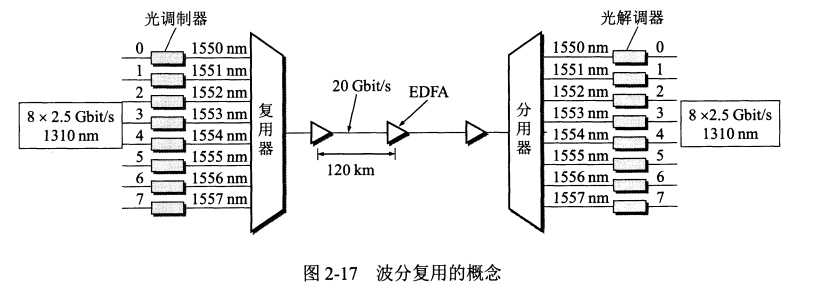 光调制器
光解调器
0 1550 nm
1 1551 nm
2 1552 nm
3 1553 nm
4 1554 nm
5 1555 nm
6 1556 nm
7 1557 nm
8 × 2.5 Gbit/s
1310 nm
复用器
20 Gbit/s
EDFA
120 km
分用器
1550 nm 0
1551 nm 1
1552 nm 2
1553 nm 3
1554 nm 4
1555 nm 5
1556 nm 6
1557 nm 7
8 ×2.5 Gbit/s
1310 nm
图 2-17 波分复用的概念